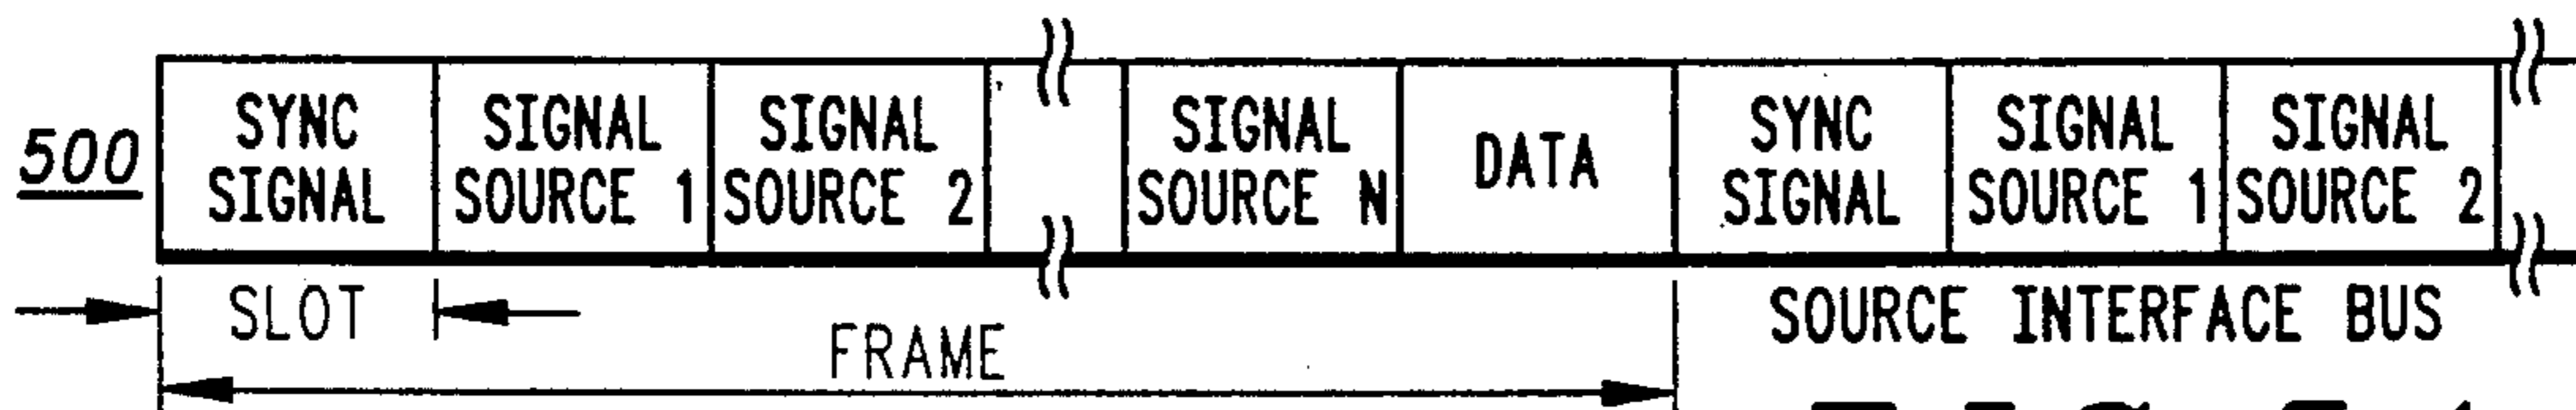 500
SYNC
SIGNAL
SIGNAL
SOURCE 1
SIGNAL
SOURCE 2
SIGNAL
SOURCE N
DATA
SYNC
SIGNAL
SIGNAL
SOURCE 1
SIGNAL
SOURCE 2
SLOT
FRAME
SOURCE INTERFACE BUS